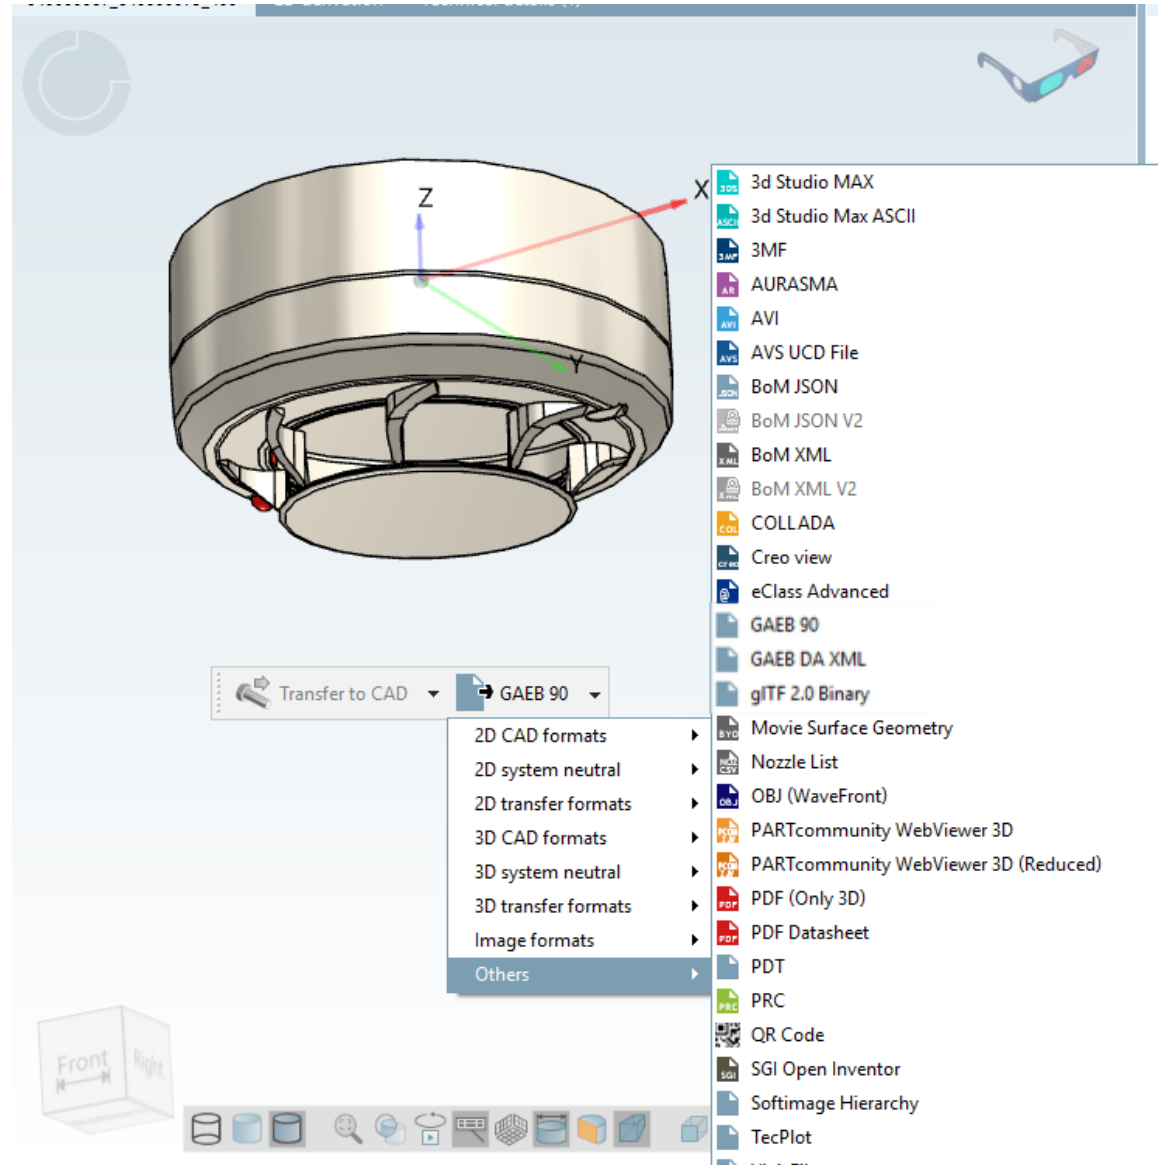 Technical details (1)
Z
X
Y
Transfer to CAD
GAEB 90
2D CAD formats
2D system neutral
2D transfer formats
3D CAD formats
3D system neutral
3D transfer formats
Image formats
Others
3d Studio MAX
3d Studio Max ASCII
3MF
AURASMA
AVI
AVS UCD File
BoM JSON
BoM JSON V2
BoM XML
BoM XML V2
COLLADA
Creo view
eClass Advanced
GAEB 90
GAEB DA XML
glTF 2.0 Binary
Movie Surface Geometry
Nozzle List
OBJ (WaveFront)
PARTcommunity WebViewer 3D
PARTcommunity WebViewer 3D (Reduced)
PDF (Only 3D)
PDF Datasheet
PDT
PRC
QR Code
SGI Open Inventor
Softimage Hierarchy
TecPlot
Front
Right